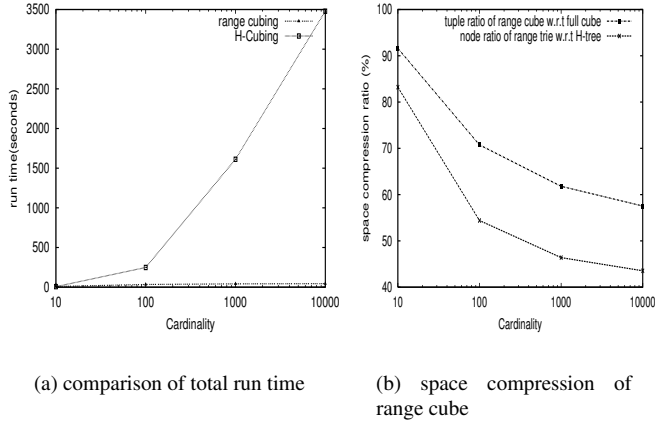 3500
3000
2500
2000
1500
1000
500
0
run time(seconds)
range cubing
H-Cubing
10 100 1000 10000
Cardinality
(a) comparison of total run time
100
90
80
70
60
50
40
space compression ratio (%)
tuple ratio of range cube w.r.t full cube
node ratio of range trie w.r.t H-tree
10 100 1000 10000
Cardinality
(b) space compression of
range cube